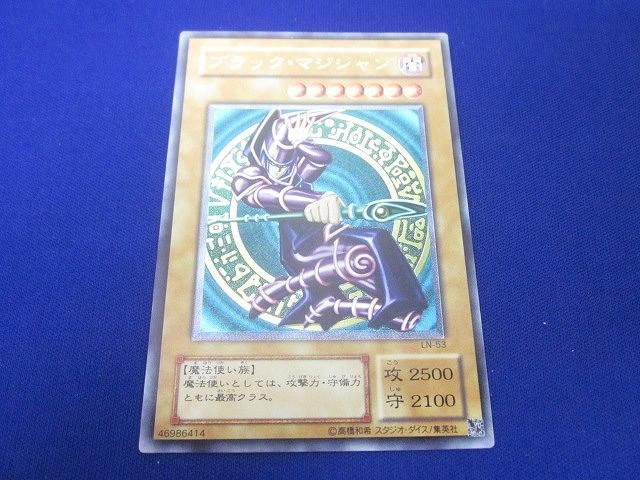 ブラック・マジシャン 闇
LN-53
【魔法使い族】
魔法使いとしては、攻撃力・守備力
ともに最高クラス。
攻 2500
守 2100
46986414
©高橋和希 スタジオ・ダイス/集英社